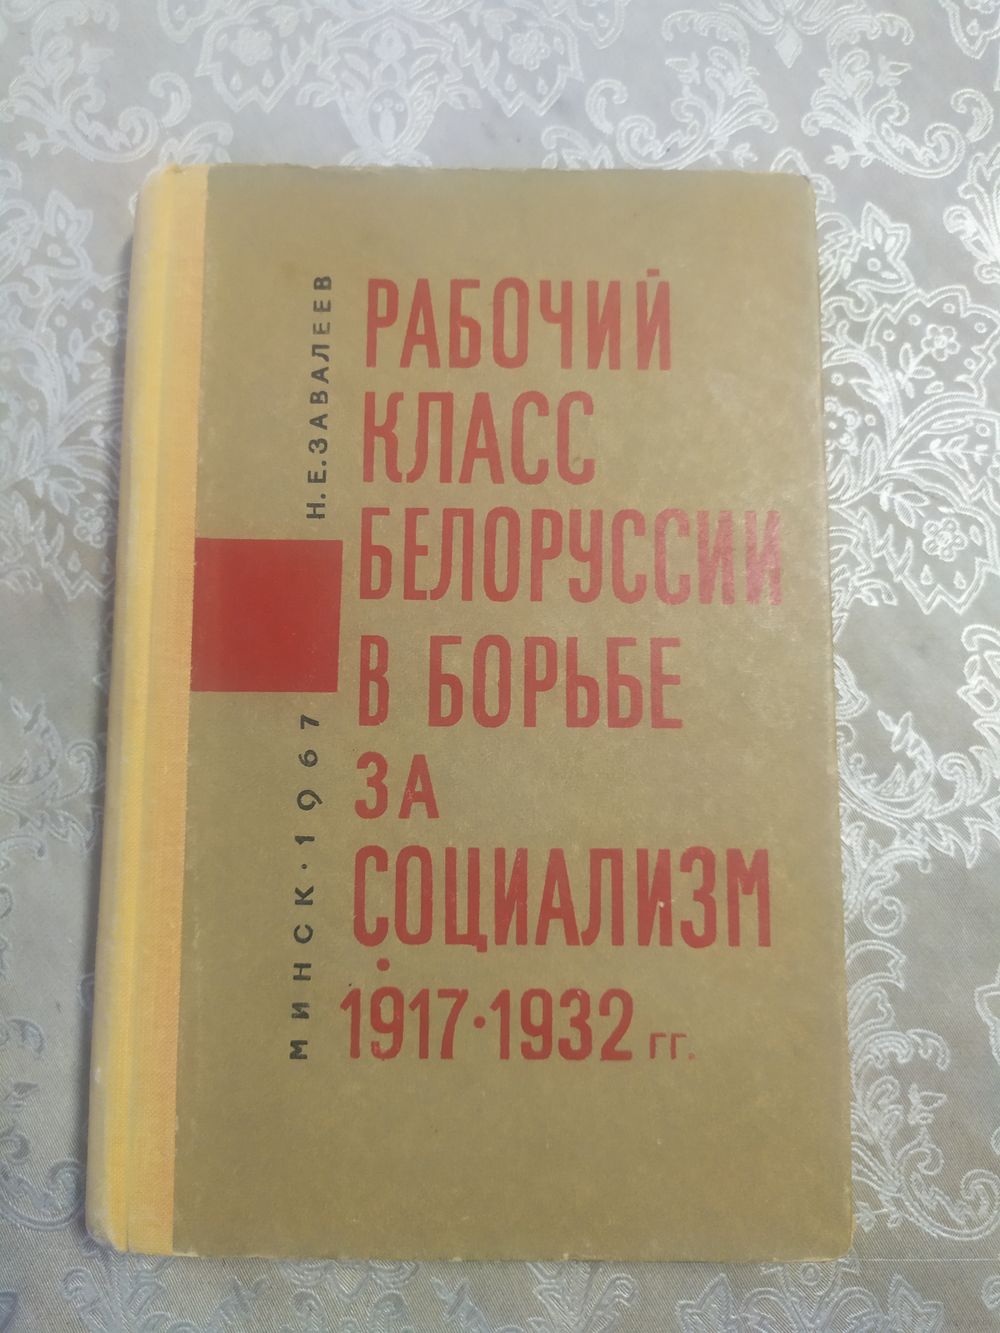 Н.Е.ЗАВАЛЕЕВ
РАБОЧИЙ
КЛАСС
БЕЛОРУССИИ
В БОРЬБЕ
ЗА
СОЦИАЛИЗМ
1917·1932 гг.
МИНСК·1967